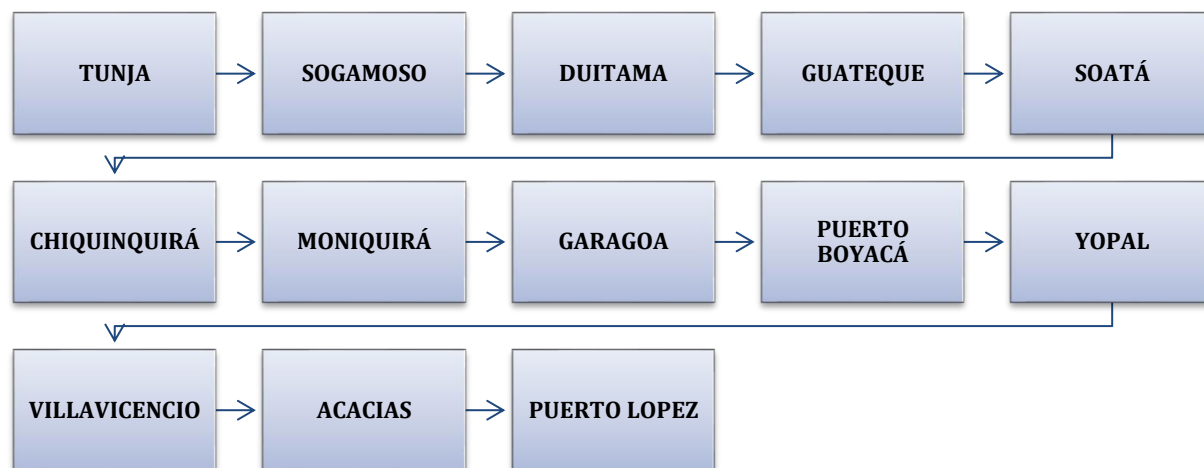 TUNJA
SOGAMOSO
DUITAMA
GUATEQUE
SOATÁ
CHIQUINQUIRÁ
MONIQUIRÁ
GARAGOA
PUERTO
BOYACÁ
YOPAL
VILLAVICENCIO
ACACIAS
PUERTO LOPEZ